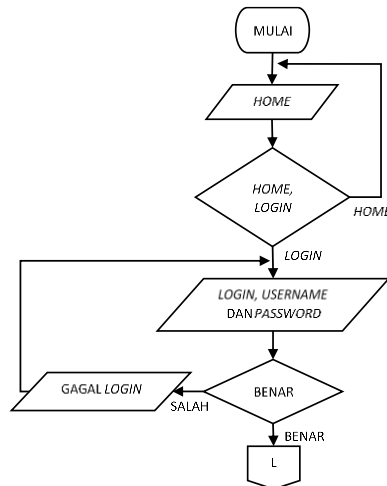 MULAI
HOME
HOME,
LOGIN
HOME
LOGIN
LOGIN, USERNAME
DAN PASSWORD
GAGAL LOGIN
SALAH
BENAR
BENAR
L